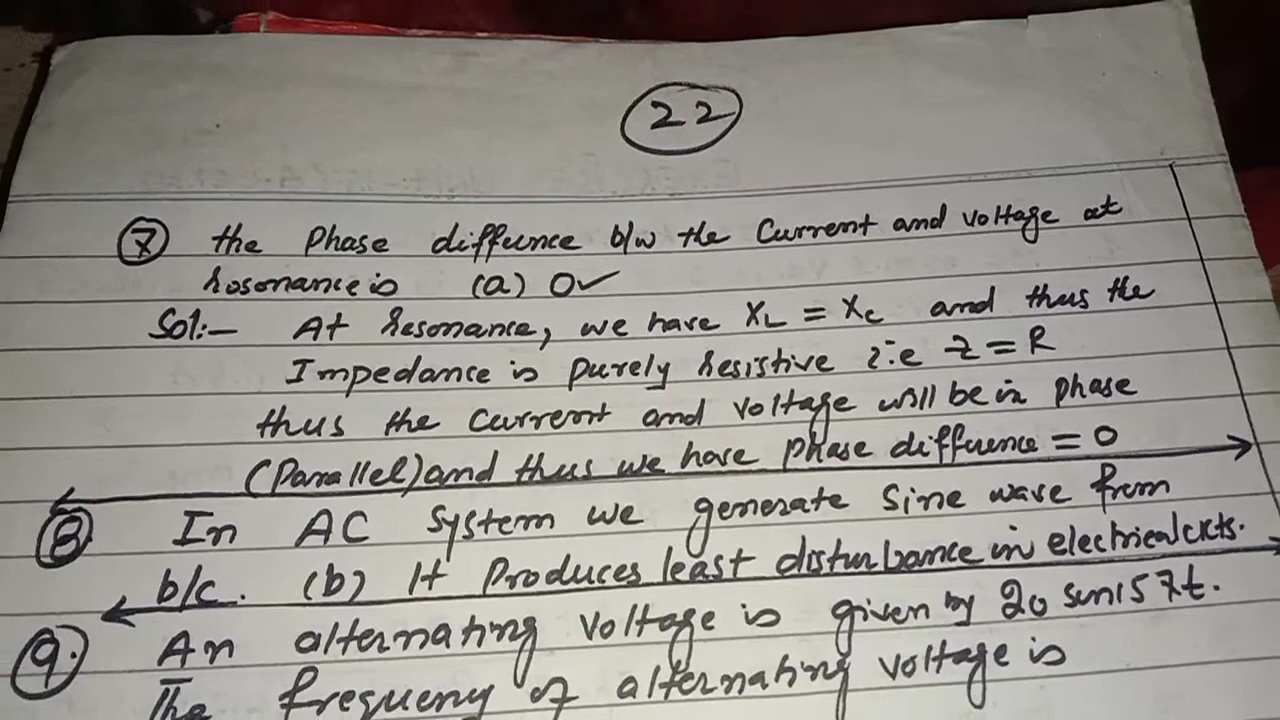 22
7 the Phase diffeence b/w the Current and voltage at
Resonance is (a) 0✓
Sol:- At Resonance, we have XL = Xc and thus the
Impedance is purely Resistive i.e Z = R
thus the current and voltage will be in phase
(Parallel) and thus we have phase diffeence = 0
8 In AC system we generate sine wave from
b/c. (b) It Produces least disturbance in electrical ckts.
9. An alternating voltage is given by 20 sin157t.
The frequeny of alternating voltage is